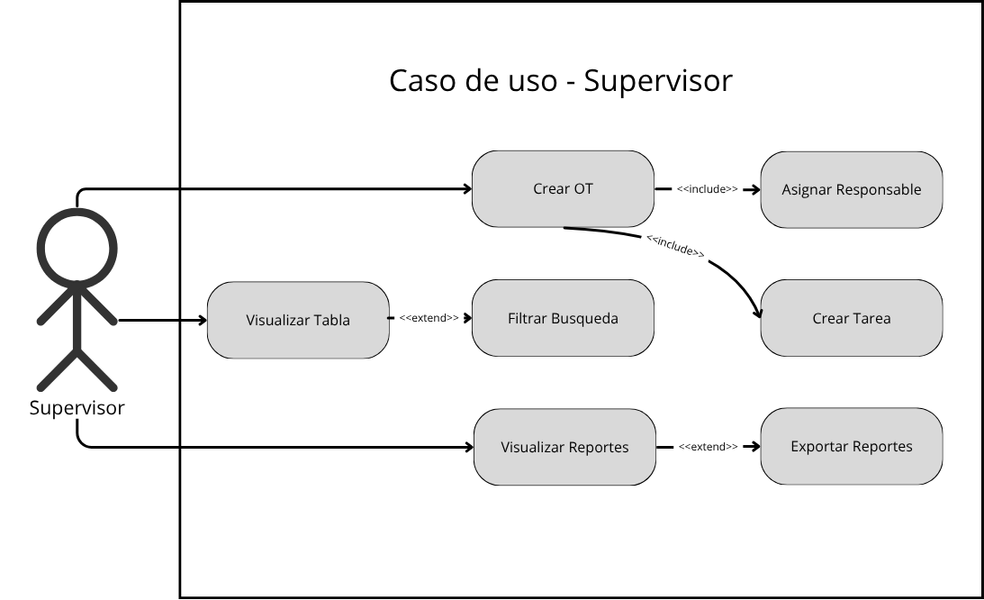 Caso de uso - Supervisor
Crear OT
<<include>>
Asignar Responsable
<<include>>
Visualizar Tabla
<<extend>>
Filtrar Busqueda
Crear Tarea
Supervisor
Visualizar Reportes
<<extend>>
Exportar Reportes